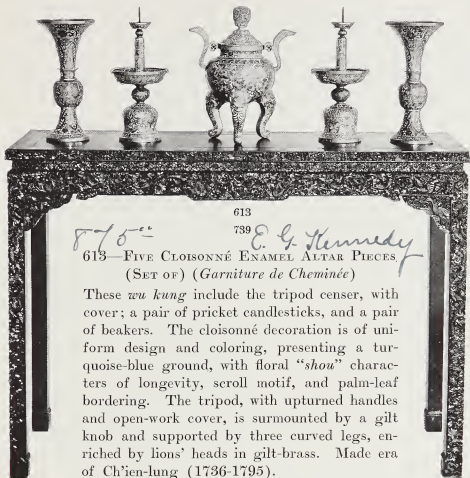 613
739
875⁰⁰ E. G. Kennedy
613—Five Cloisonné Enamel Altar Pieces
(Set of) (Garniture de Cheminée)
These wu kung include the tripod censer, with
cover; a pair of pricket candlesticks, and a pair
of beakers. The cloisonné decoration is of uni-
form design and coloring, presenting a tur-
quoise-blue ground, with floral "shou" charac-
ters of longevity, scroll motif, and palm-leaf
bordering. The tripod, with upturned handles
and open-work cover, is surmounted by a gilt
knob and supported by three curved legs, en-
riched by lions' heads in gilt-brass. Made era
of Ch'ien-lung (1736-1795).